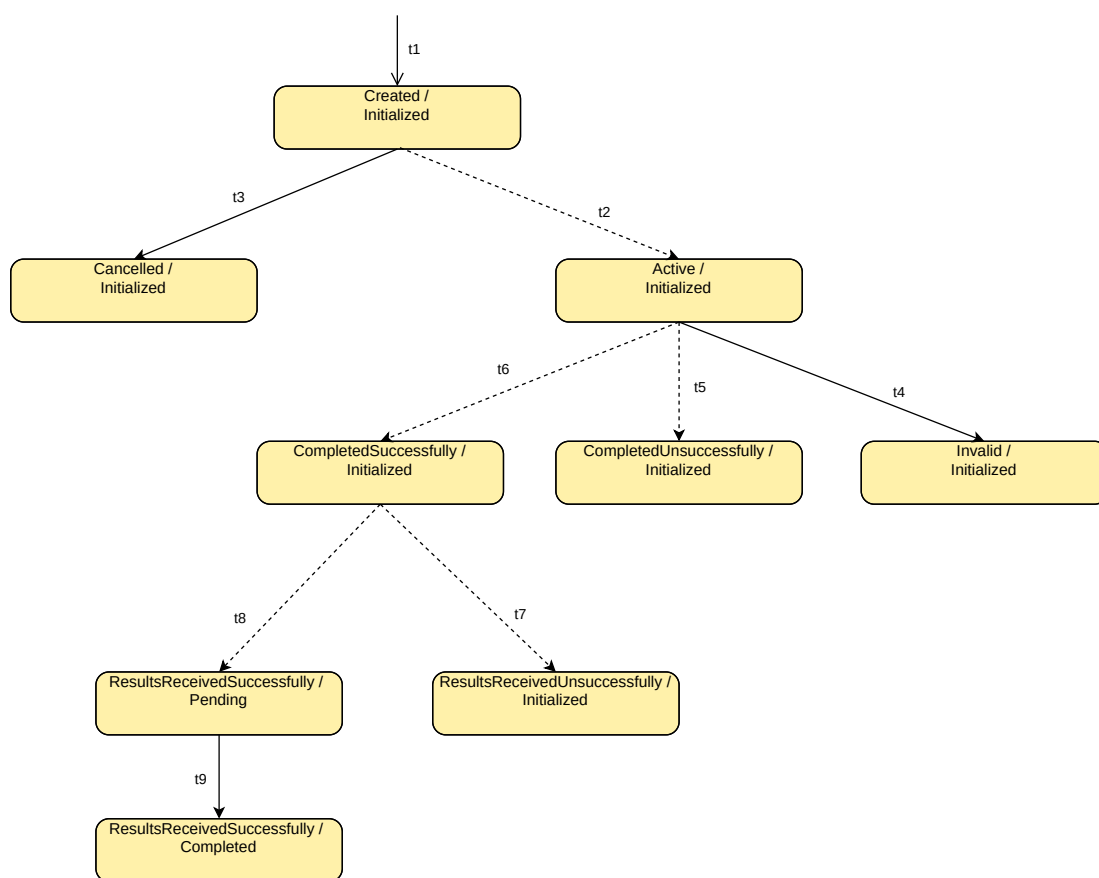 t1
Created /
Initialized
t3
t2
Cancelled /
Initialized
Active /
Initialized
t6
t5
t4
CompletedSuccessfully /
Initialized
CompletedUnsuccessfully /
Initialized
Invalid /
Initialized
t8
t7
ResultsReceivedSuccessfully /
Pending
ResultsReceivedUnsuccessfully /
Initialized
t9
ResultsReceivedSuccessfully /
Completed